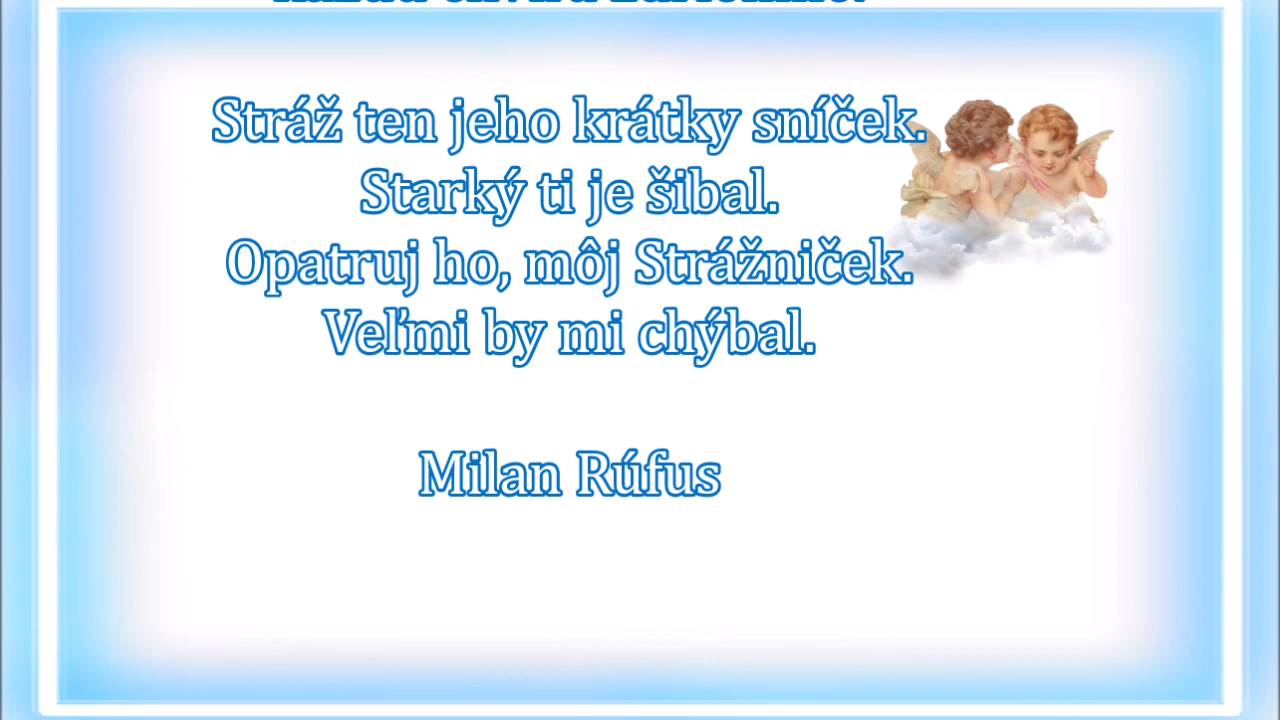 Stráž ten jeho krátky sníček.
Starký ti je šibal.
Opatruj ho, môj Strážniček.
Veľmi by mi chýbal.
Milan Rúfus